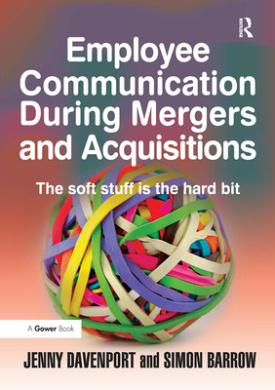 R
Employee
Communication
During Mergers
and Acquisitions
The soft stuff is the hard bit
A Gower Book
JENNY DAVENPORT and SIMON BARROW